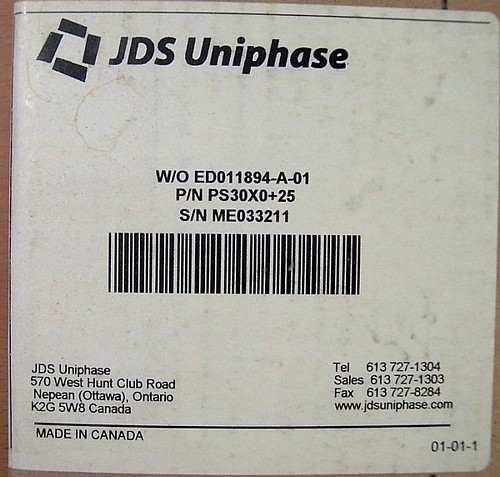 JDS Uniphase
W/O ED011894-A-01
P/N PS30X0+25
S/N ME033211
JDS Uniphase
570 West Hunt Club Road
Nepean (Ottawa), Ontario
K2G 5W8 Canada
Tel 613 727-1304
Sales 613 727-1303
Fax 613 727-8284
www.jdsuniphase.com
MADE IN CANADA
01-01-1